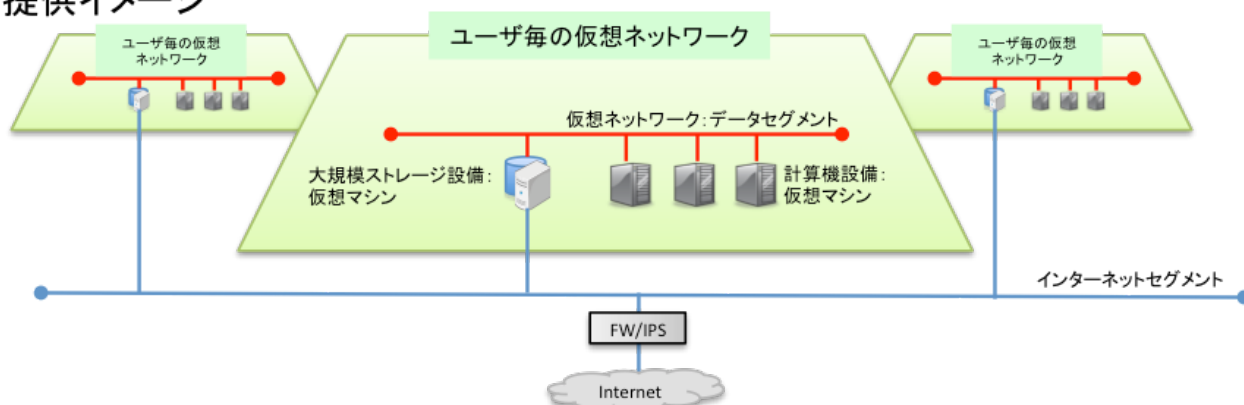 提供イメージ
ユーザ毎の仮想
ネットワーク
ユーザ毎の仮想ネットワーク
ユーザ毎の仮想
ネットワーク
仮想ネットワーク:データセグメント
大規模ストレージ設備:
仮想マシン
計算機設備:
仮想マシン
インターネットセグメント
FW/IPS
Internet